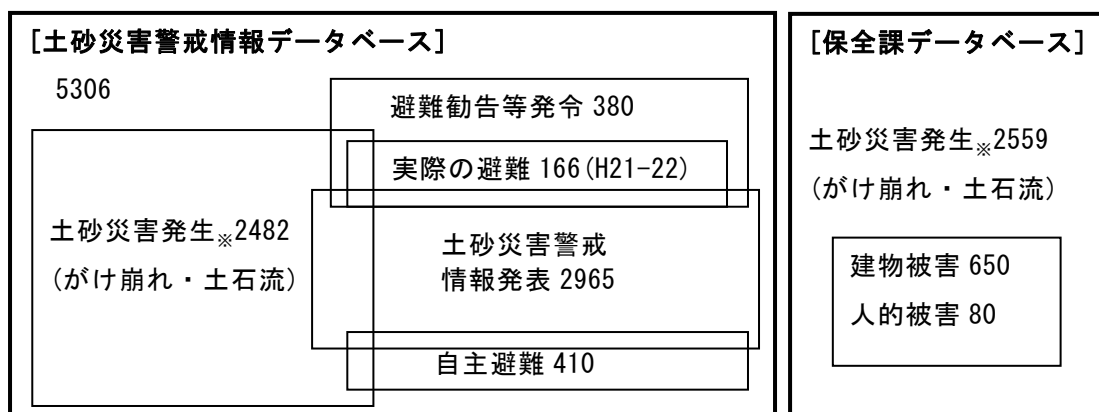 [土砂災害警戒情報データベース]
5306
避難勧告等発令 380
実際の避難 166(H21-22)
土砂災害発生※2482
(がけ崩れ・土石流)
土砂災害警戒
情報発表 2965
自主避難 410
[保全課データベース]
土砂災害発生※2559
(がけ崩れ・土石流)
建物被害 650
人的被害 80